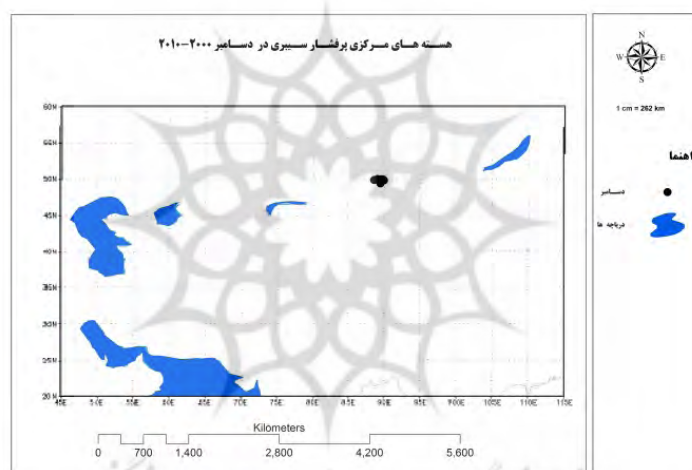 هسته های مرکزی پرفشار سیبری در دسامبر ۲۰۰۰-۲۰۱۰
60N
55N
50N
45N
40N
35N
30N
25N
20N
45E 50E 55E 60E 65E 70E 75E 80E 85E 90E 95E 100E 105E 110E 115E
Kilometers
0 700 1,400 2,800 4,200 5,600
N
W E
S
1 cm = 262 km
اهنما
دسامبر
دریاچه ها